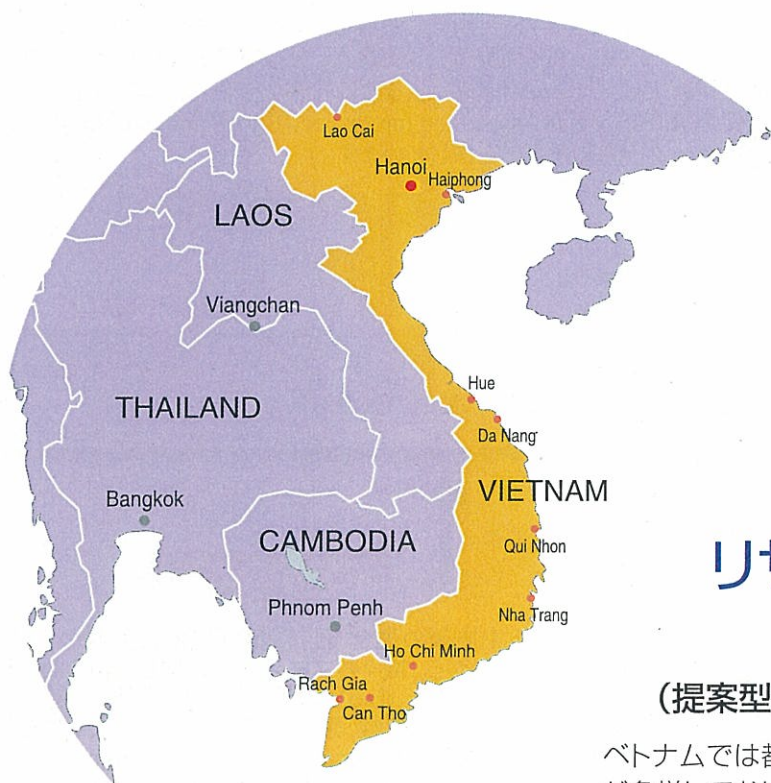 Lao Cai
Hanoi
Haiphong
LAOS
Viangchan
Hue
THAILAND
Da Nang
VIETNAM
Bangkok
CAMBODIA
Qui Nhon
Phnom Penh
Nha Trang
Ho Chi Minh
Rach Gia
Can Tho
リサ
(提案型
ベトナムでは都